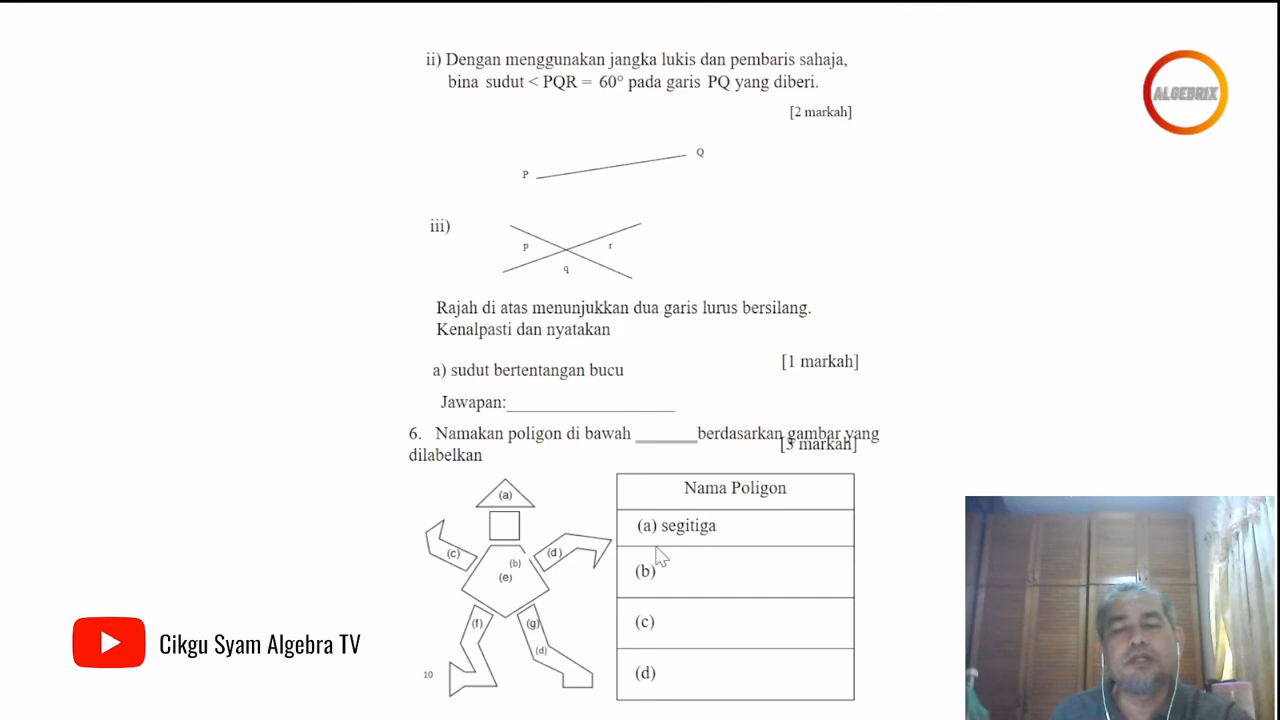 ii) Dengan menggunakan jangka lukis dan pembaris sahaja,
bina sudut < PQR = 60° pada garis PQ yang diberi.
[2 markah]
ALGEBRIX
P
Q
iii)
p
r
q
Rajah di atas menunjukkan dua garis lurus bersilang.
Kenalpasti dan nyatakan
[1 markah]
a) sudut bertentangan bucu
Jawapan:___________________
6. Namakan poligon di bawah _______berdasarkan gambar yang
[3 markah]
dilabelkan
Nama Poligon
(a) segitiga
(b)
(c)
(d)
(a)
(c)
(b)
(d)
(e)
(f)
(g)
(d)
10
Cikgu Syam Algebra TV